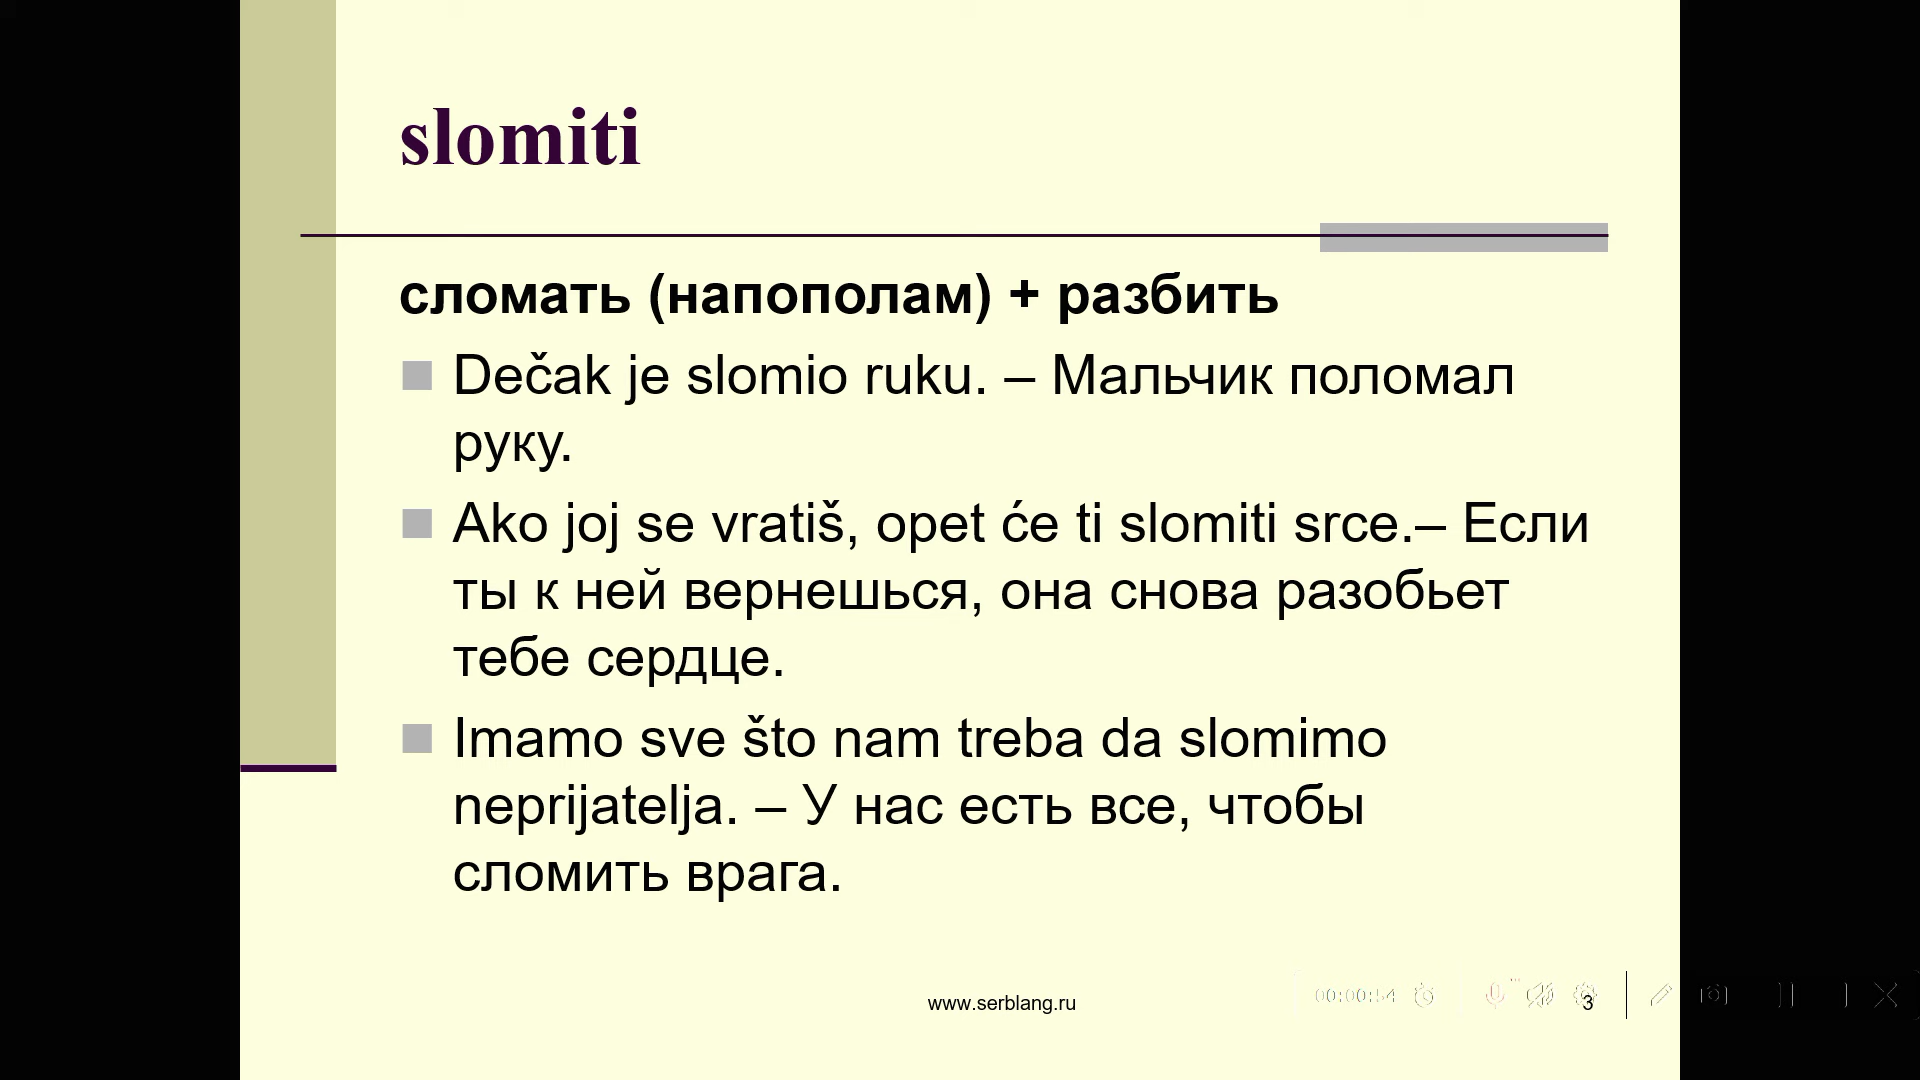 slomiti
сломать (напополам) + разбить
Dečak je slomio ruku. – Мальчик поломал
руку.
Ako joj se vratiš, opet će ti slomiti srce.– Если
ты к ней вернешься, она снова разобьет
тебе сердце.
Imamo sve što nam treba da slomimo
neprijatelja. – У нас есть все, чтобы
сломить врага.
www.serblang.ru
00:00:54
3